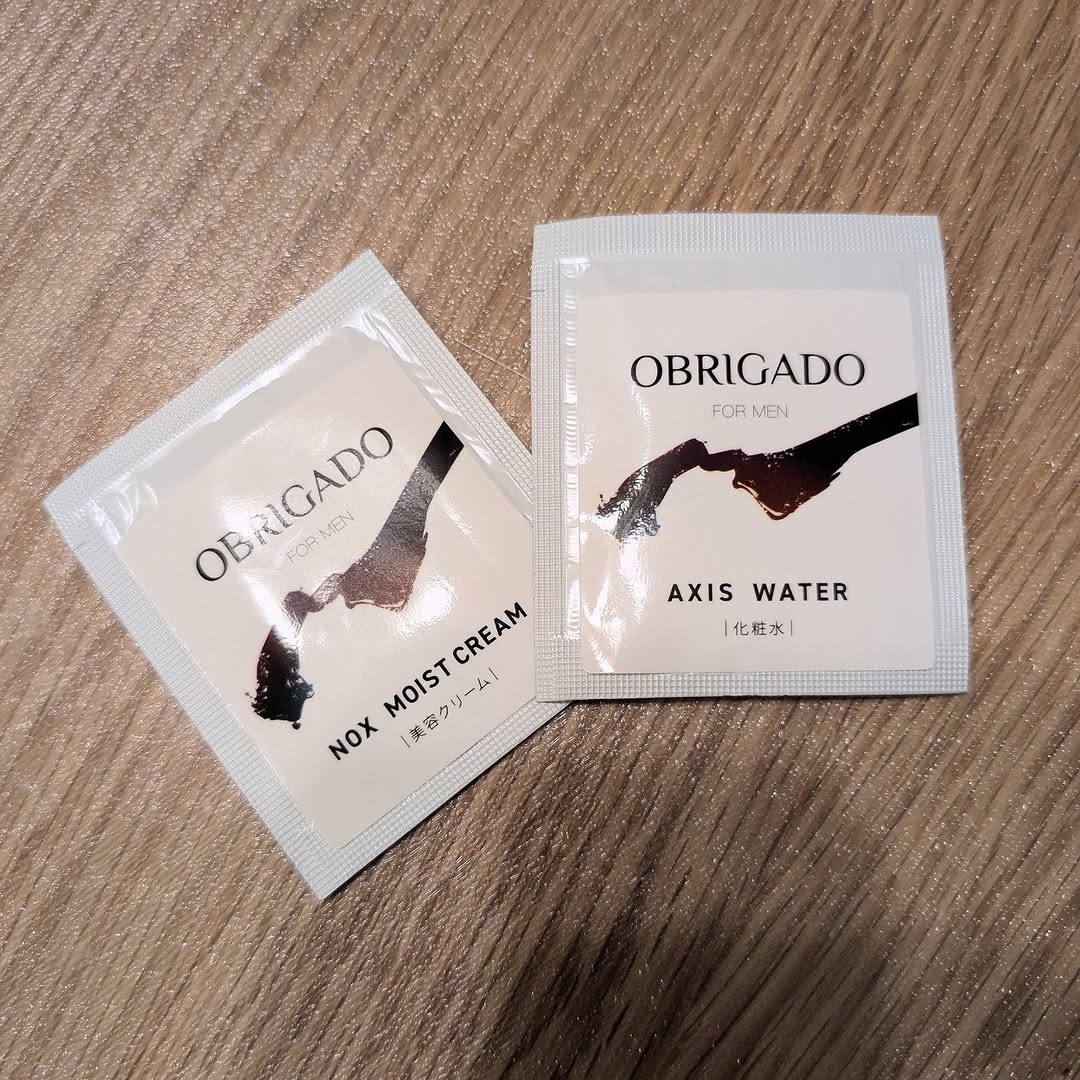 OBRIGADO
FOR MEN
NOX MOIST CREAM
|美容クリーム|
OBRIGADO
FOR MEN
AXIS WATER
|化粧水|